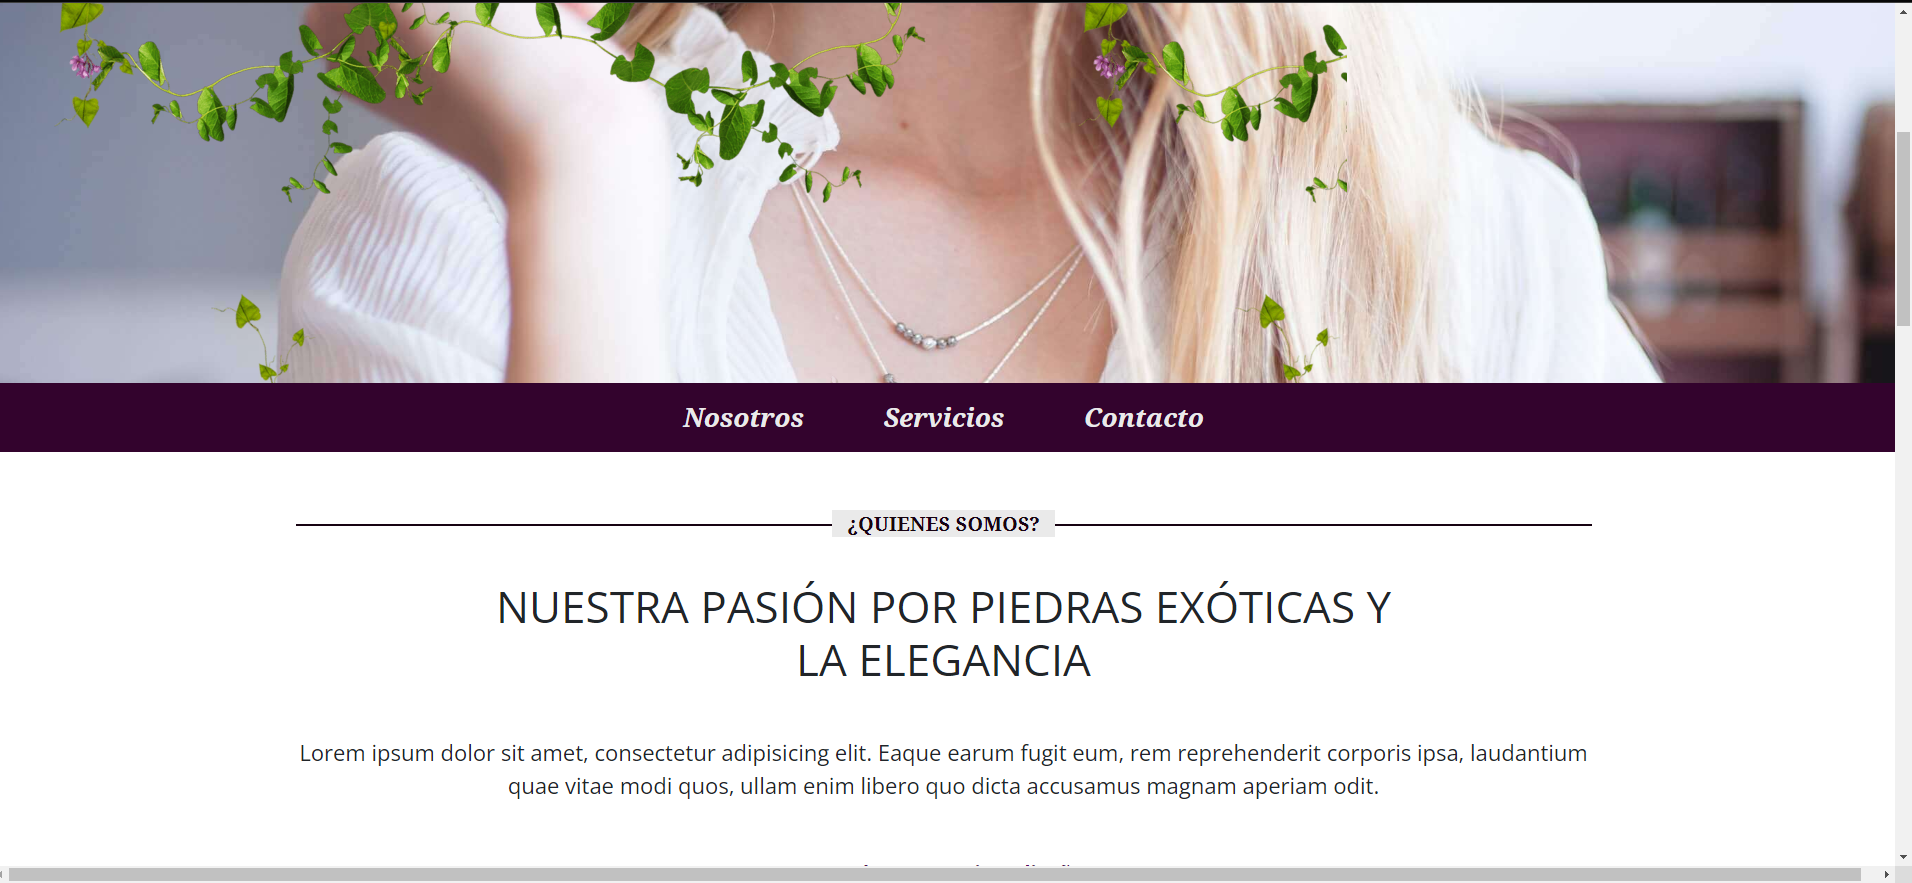 Nosotros Servicios Contacto
¿QUIENES SOMOS?
NUESTRA PASIÓN POR PIEDRAS EXÓTICAS Y
LA ELEGANCIA
Lorem ipsum dolor sit amet, consectetur adipisicing elit. Eaque earum fugit eum, rem reprehenderit corporis ipsa, laudantium
quae vitae modi quos, ullam enim libero quo dicta accusamus magnam aperiam odit.